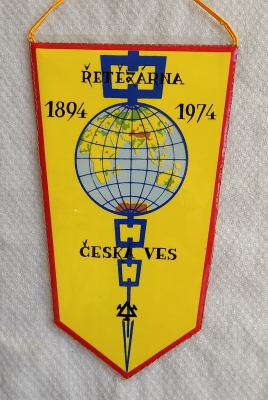 ŘETĚZÁRNA
1894 1974
ČESKÁ VES